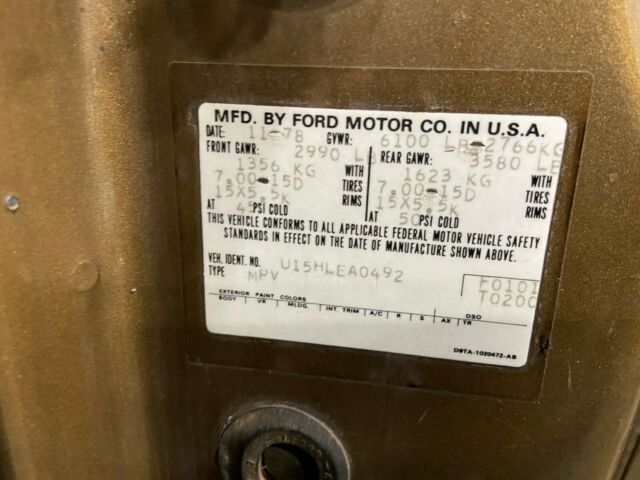 MFD. BY FORD MOTOR CO. IN U.S.A.
DATE: 11-78 GVWR: 6100 LB-2766KG
FRONT GAWR: 2990 LB REAR GAWR: 3580 LB
1356 KG WITH 1623 KG WITH
7.00-15D TIRES 7.00-15D TIRES
15X5.5K RIMS 15X5.5K RIMS
AT 45 PSI COLD AT 50 PSI COLD
THIS VEHICLE CONFORMS TO ALL APPLICABLE FEDERAL MOTOR VEHICLE SAFETY
STANDARDS IN EFFECT ON THE DATE OF MANUFACTURE SHOWN ABOVE.
VEH. IDENT. NO. U15HLEA0492
TYPE MPV
F0101
T0200
EXTERIOR PAINT COLORS DSO
BODY VR MLDG. INT. TRIM A/C R S AX TR
D9TA-1020472-AB